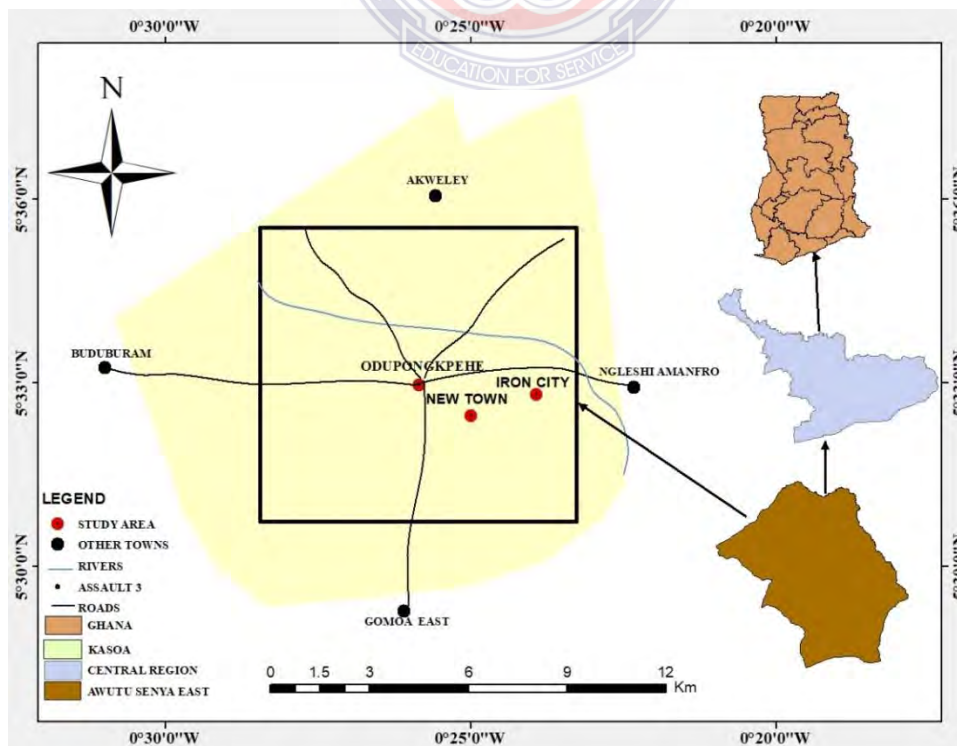 EDUCATION FOR SERVICE
0°30'0"W 0°25'0"W 0°20'0"W
N
5°36'0"N
5°33'0"N
5°30'0"N
AKWELEY
BUDUBURAM
ODUPONGKPEHE
NGLESHI AMANFRO
IRON CITY
NEW TOWN
GOMOA EAST
LEGEND
STUDY AREA
OTHER TOWNS
RIVERS
ASSAULT 3
ROADS
GHANA
KASOA
CENTRAL REGION
AWUTU SENYA EAST
0 1.5 3 6 9 12
Km
0°30'0"W 0°25'0"W 0°20'0"W